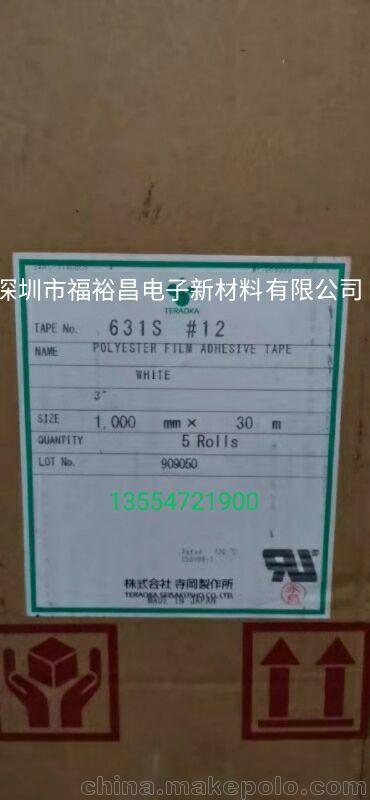 深圳市福裕昌电子新材料有限公司
TERAOKA
TAPE No. 631S #12
NAME POLYESTER FILM ADHESIVE TAPE
WHITE
3"
SIZE 1,000 mm × 30 m
QUANTITY 5 Rolls
LOT No. 909050
13554721900
株式会社 寺岡製作所
TERAOKA SEISAKUSHO CO., LTD.
MADE IN JAPAN
china.makepolo.com